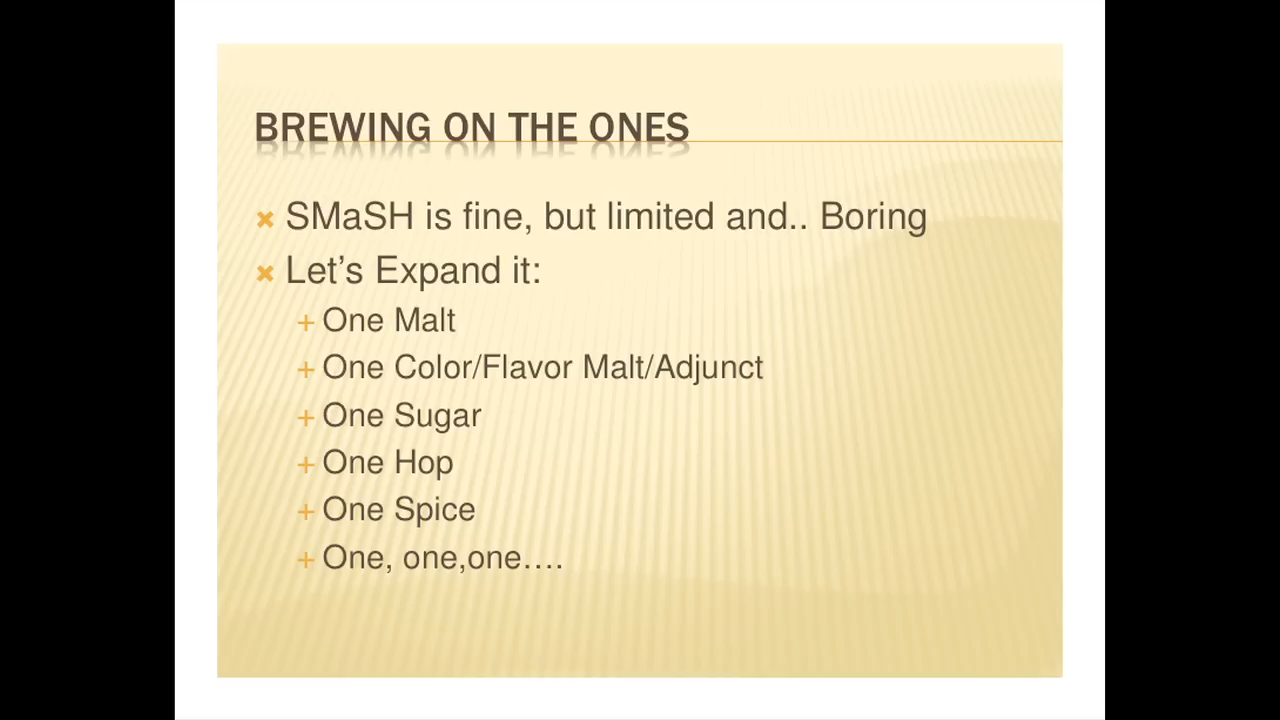 BREWING ON THE ONES
SMaSH is fine, but limited and.. Boring
Let’s Expand it:
One Malt
One Color/Flavor Malt/Adjunct
One Sugar
One Hop
One Spice
One, one,one….